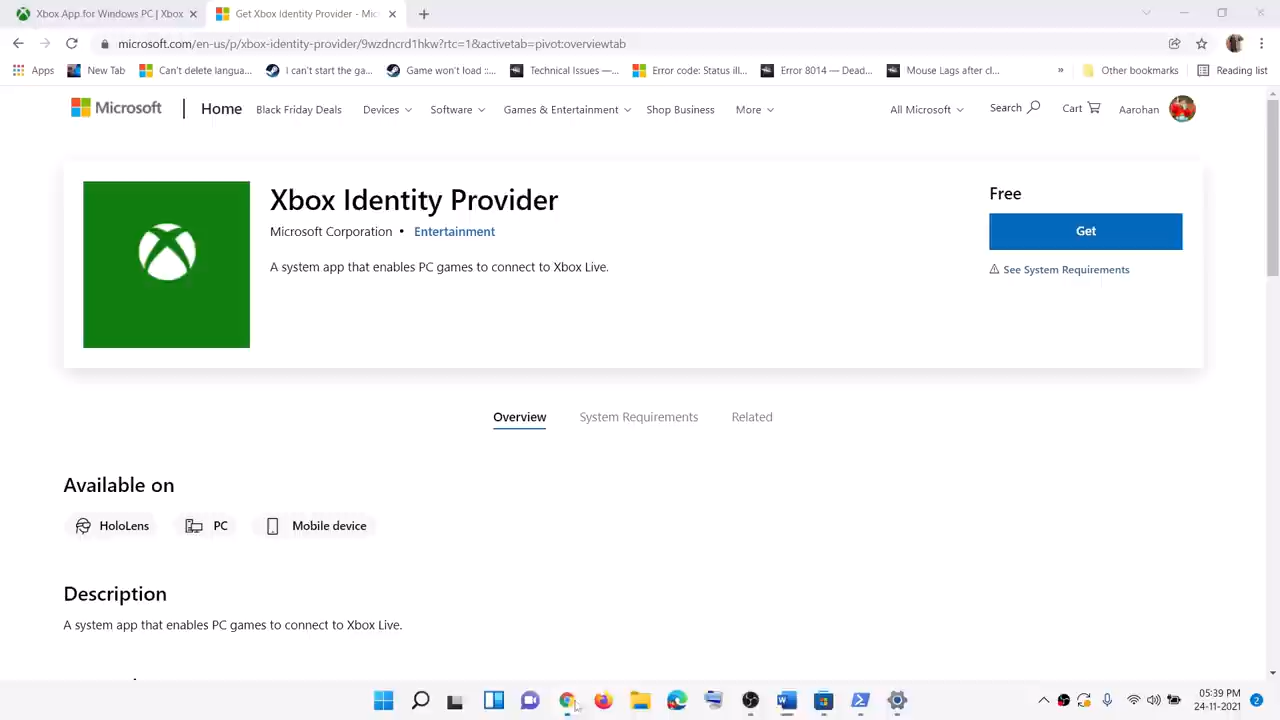 Xbox App for Windows PC | Xbox
Get Xbox Identity Provider - Mic
microsoft.com/en-us/p/xbox-identity-provider/9wzdncrd1hkw?rtc=1&activetab=pivot:overviewtab
Apps New Tab Can't delete langua... I can't start the ga... Game won't load ::... Technical Issues —... Error code: Status ill... Error 8014 — Dead... Mouse Lags after cl... » Other bookmarks Reading list
Microsoft Home Black Friday Deals Devices Software Games & Entertainment Shop Business More All Microsoft Search Cart Aarohan
Xbox Identity Provider
Microsoft Corporation • Entertainment
A system app that enables PC games to connect to Xbox Live.
Free
Get
See System Requirements
Overview System Requirements Related
Available on
HoloLens PC Mobile device
Description
A system app that enables PC games to connect to Xbox Live.
05:39 PM
24-11-2021
2